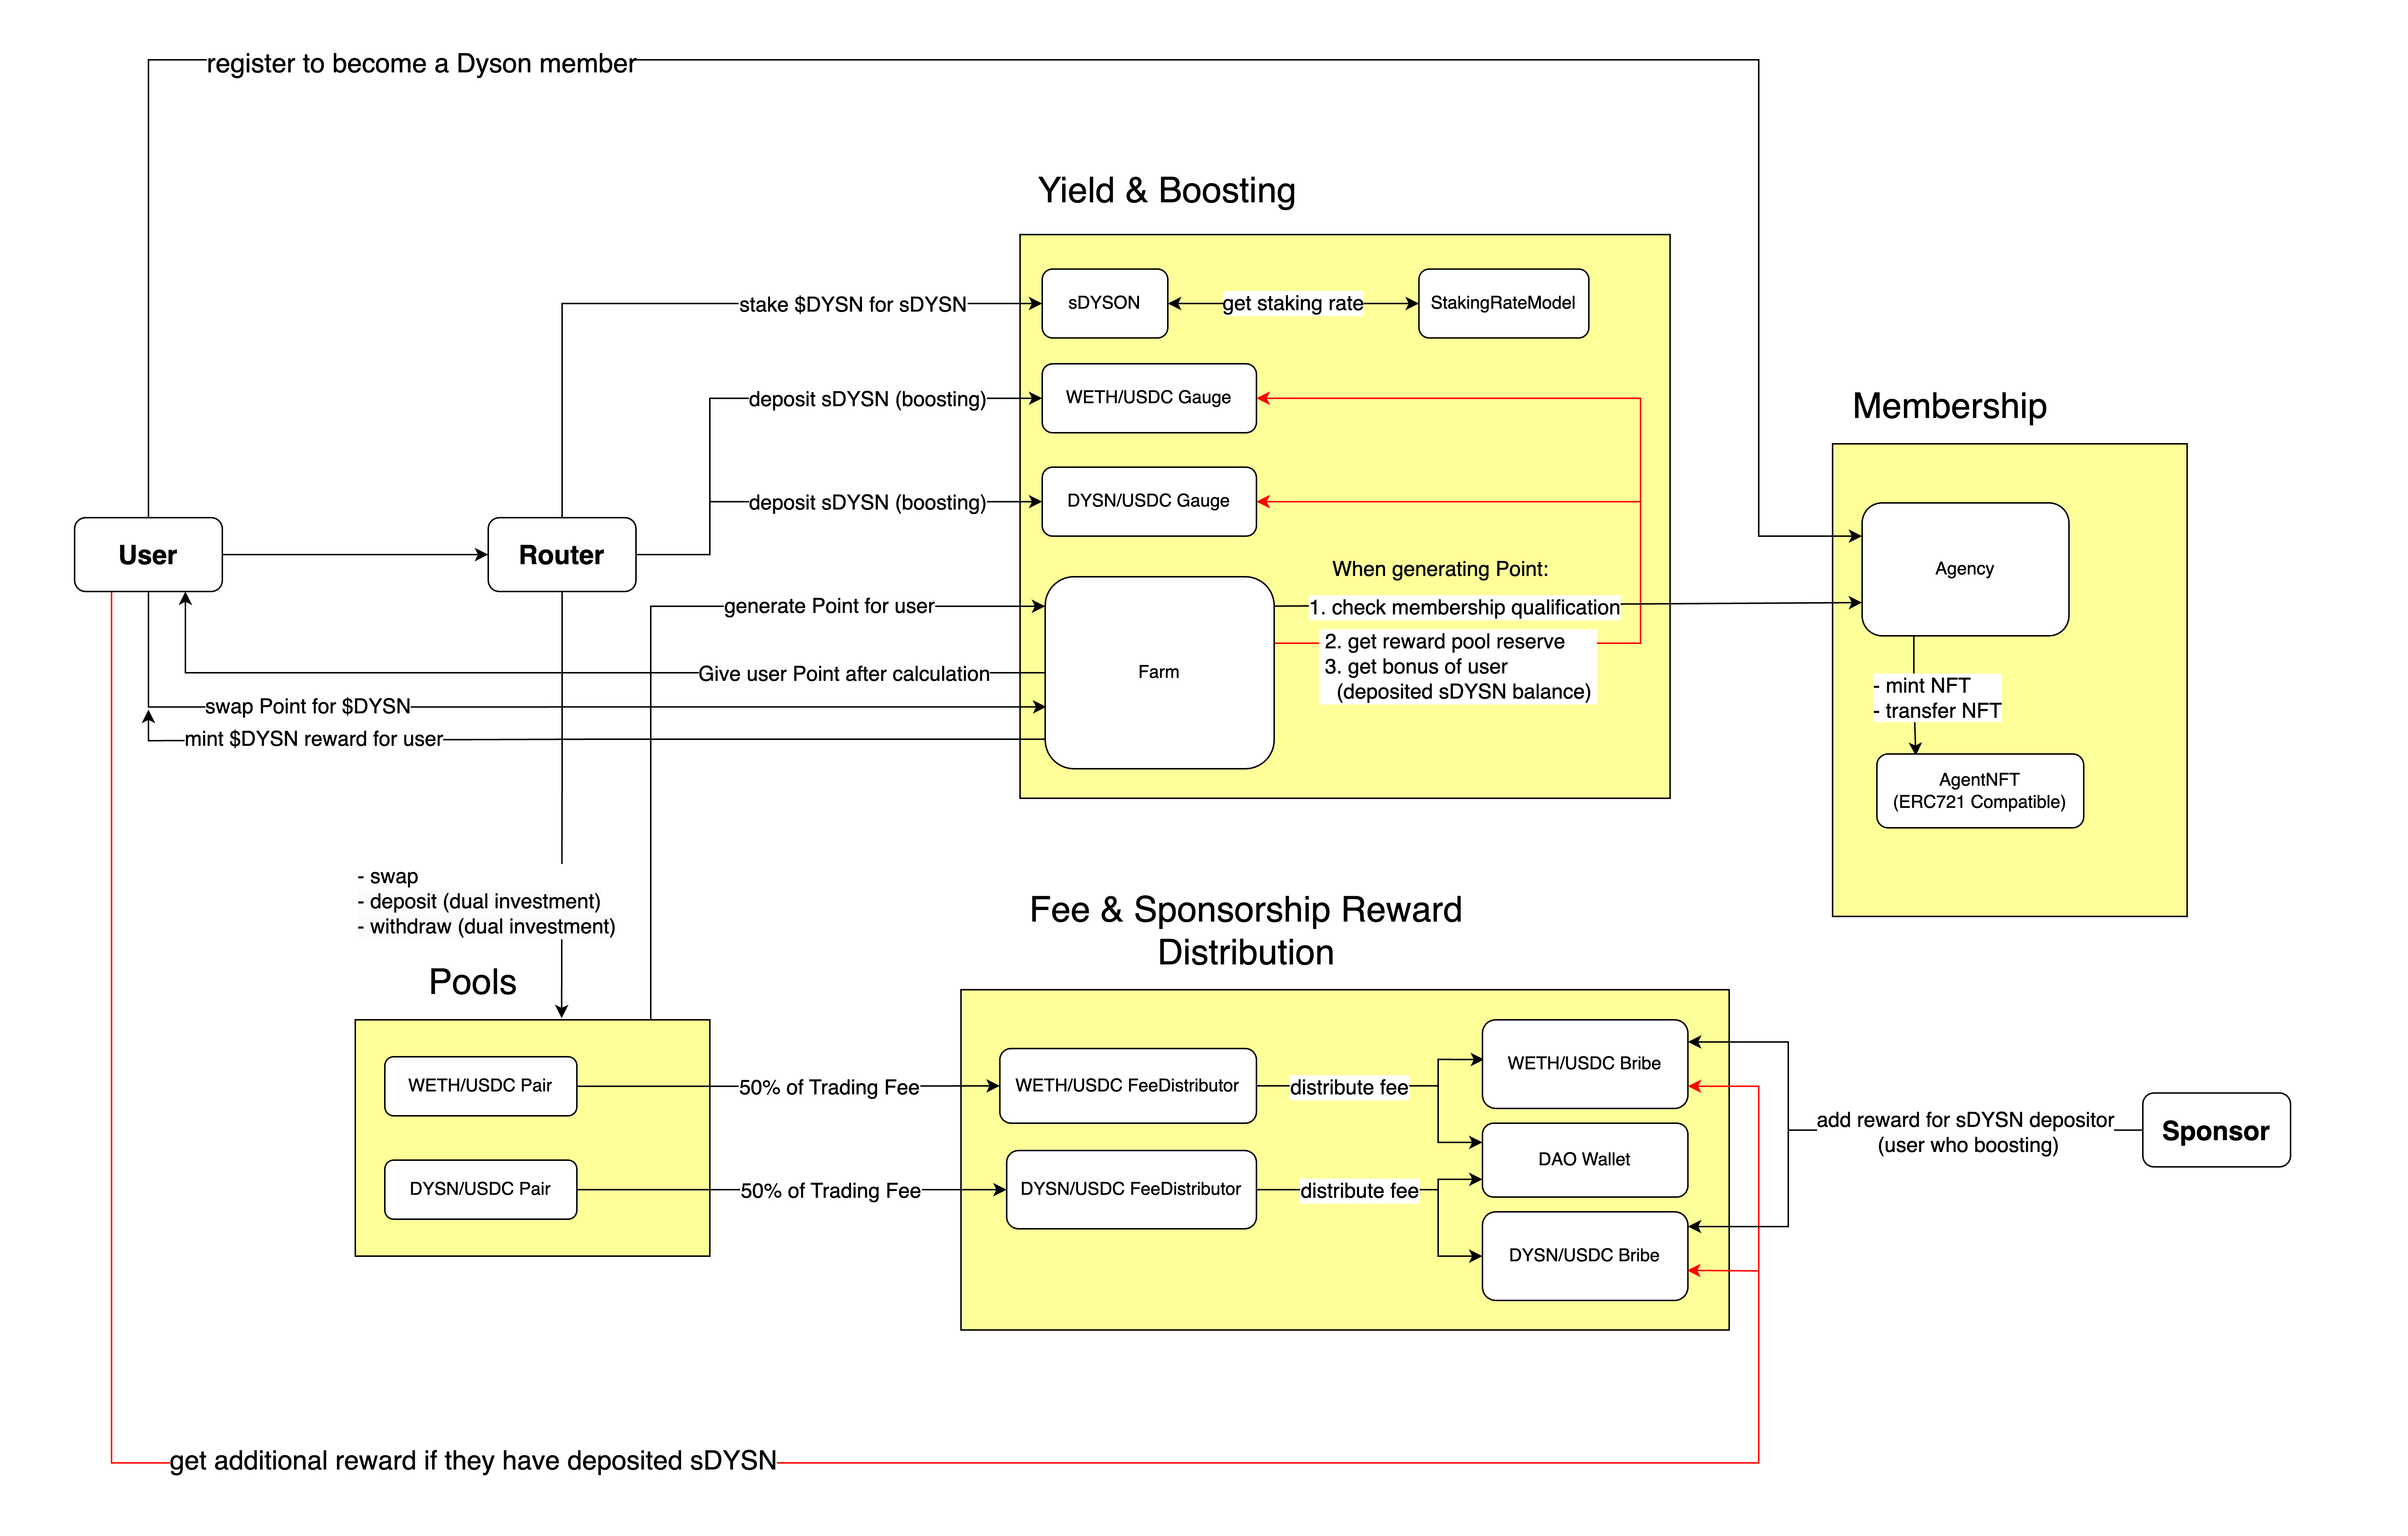 register to become a Dyson member
Yield & Boosting
sDYSON
get staking rate
StakingRateModel
stake $DYSN for sDYSN
deposit sDYSN (boosting)
WETH/USDC Gauge
Membership
deposit sDYSN (boosting)
DYSN/USDC Gauge
User
Router
When generating Point:
Agency
generate Point for user
1. check membership qualification
2. get reward pool reserve
3. get bonus of user
(deposited sDYSN balance)
Farm
Give user Point after calculation
swap Point for $DYSN
mint $DYSN reward for user
- mint NFT
- transfer NFT
AgentNFT
(ERC721 Compatible)
- swap
- deposit (dual investment)
- withdraw (dual investment)
Fee & Sponsorship Reward
Distribution
Pools
WETH/USDC Pair
50% of Trading Fee
WETH/USDC FeeDistributor
distribute fee
WETH/USDC Bribe
add reward for sDYSN depositor
(user who boosting)
Sponsor
DAO Wallet
DYSN/USDC Pair
50% of Trading Fee
DYSN/USDC FeeDistributor
distribute fee
DYSN/USDC Bribe
get additional reward if they have deposited sDYSN